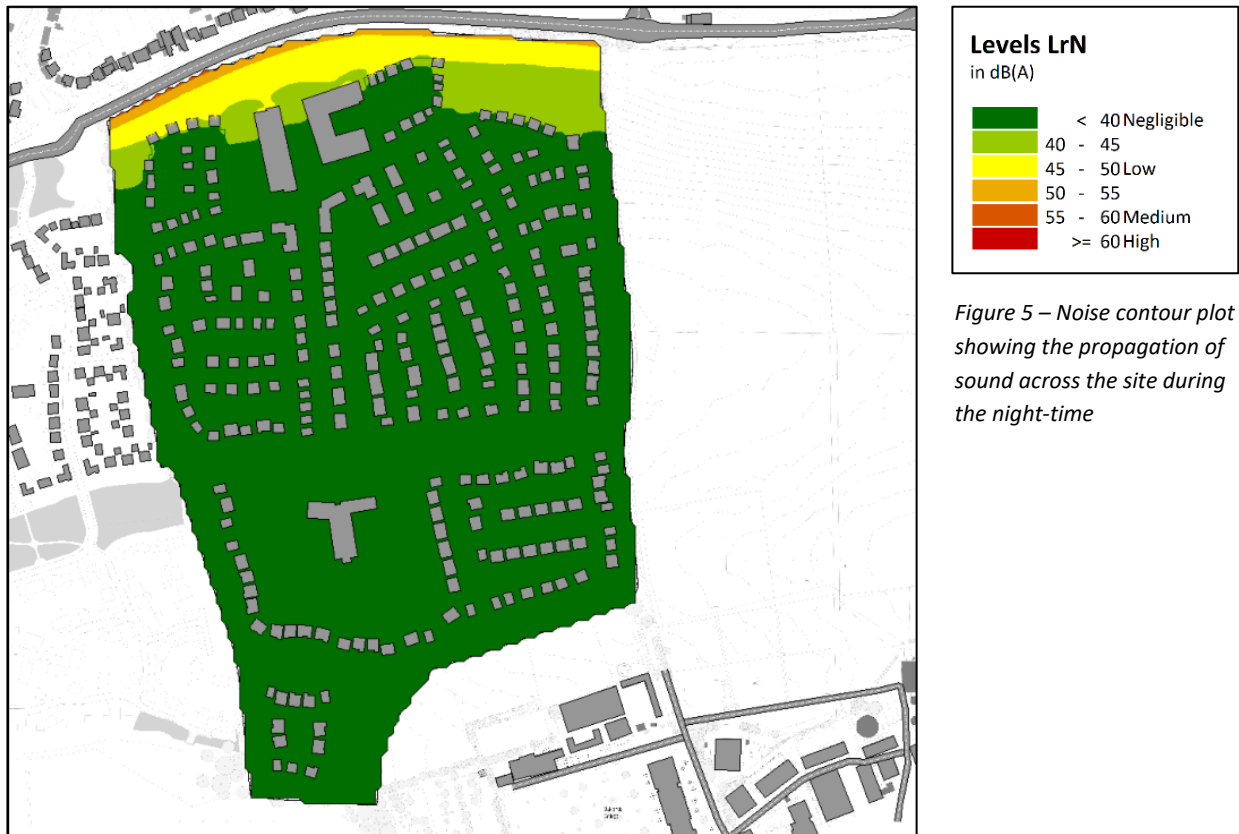 Levels LrN
in dB(A)
< 40 Negligible
40 - 45
45 - 50 Low
50 - 55
55 - 60 Medium
>= 60 High
Figure 5 – Noise contour plot
showing the propagation of
sound across the site during
the night-time